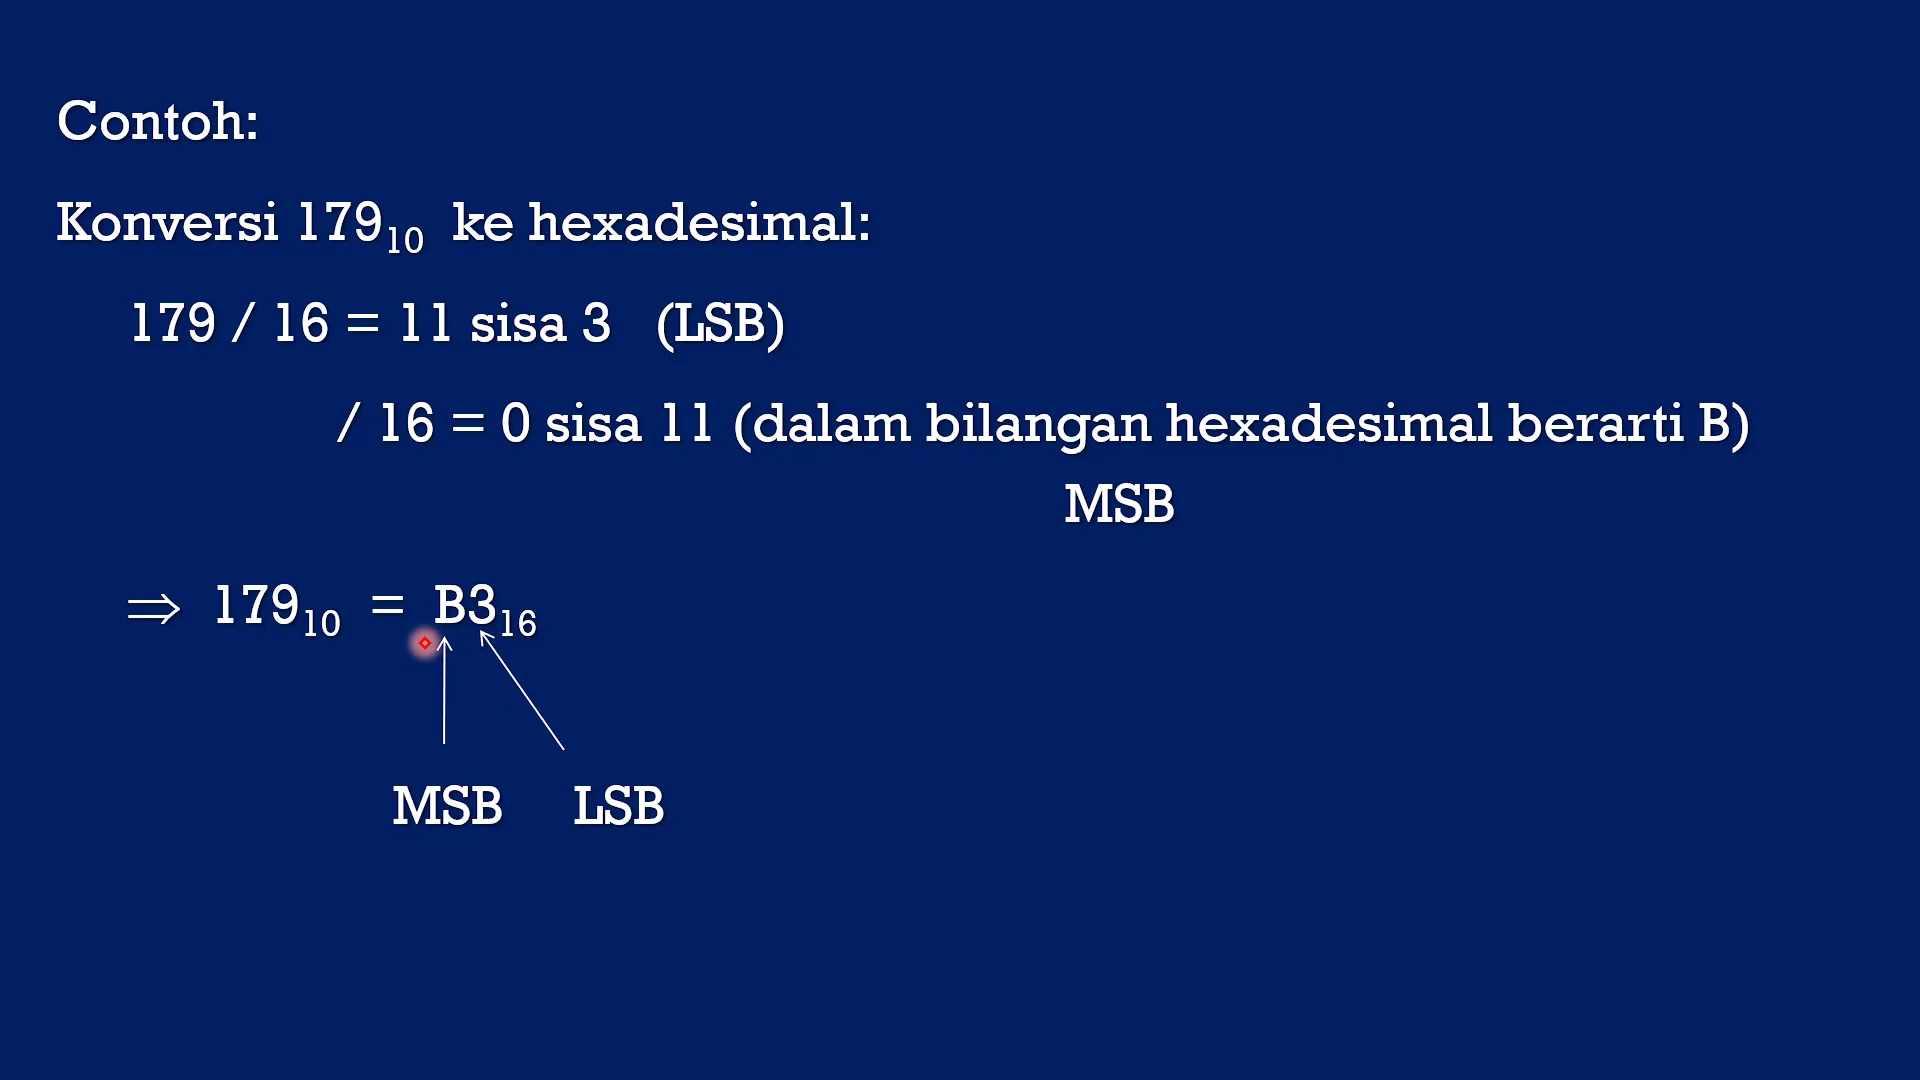 Contoh:
Konversi 179₁₀ ke hexadesimal:
179 / 16 = 11 sisa 3 (LSB)
/ 16 = 0 sisa 11 (dalam bilangan hexadesimal berarti B)
MSB
⇒ 179₁₀ = B3₁₆
MSB LSB